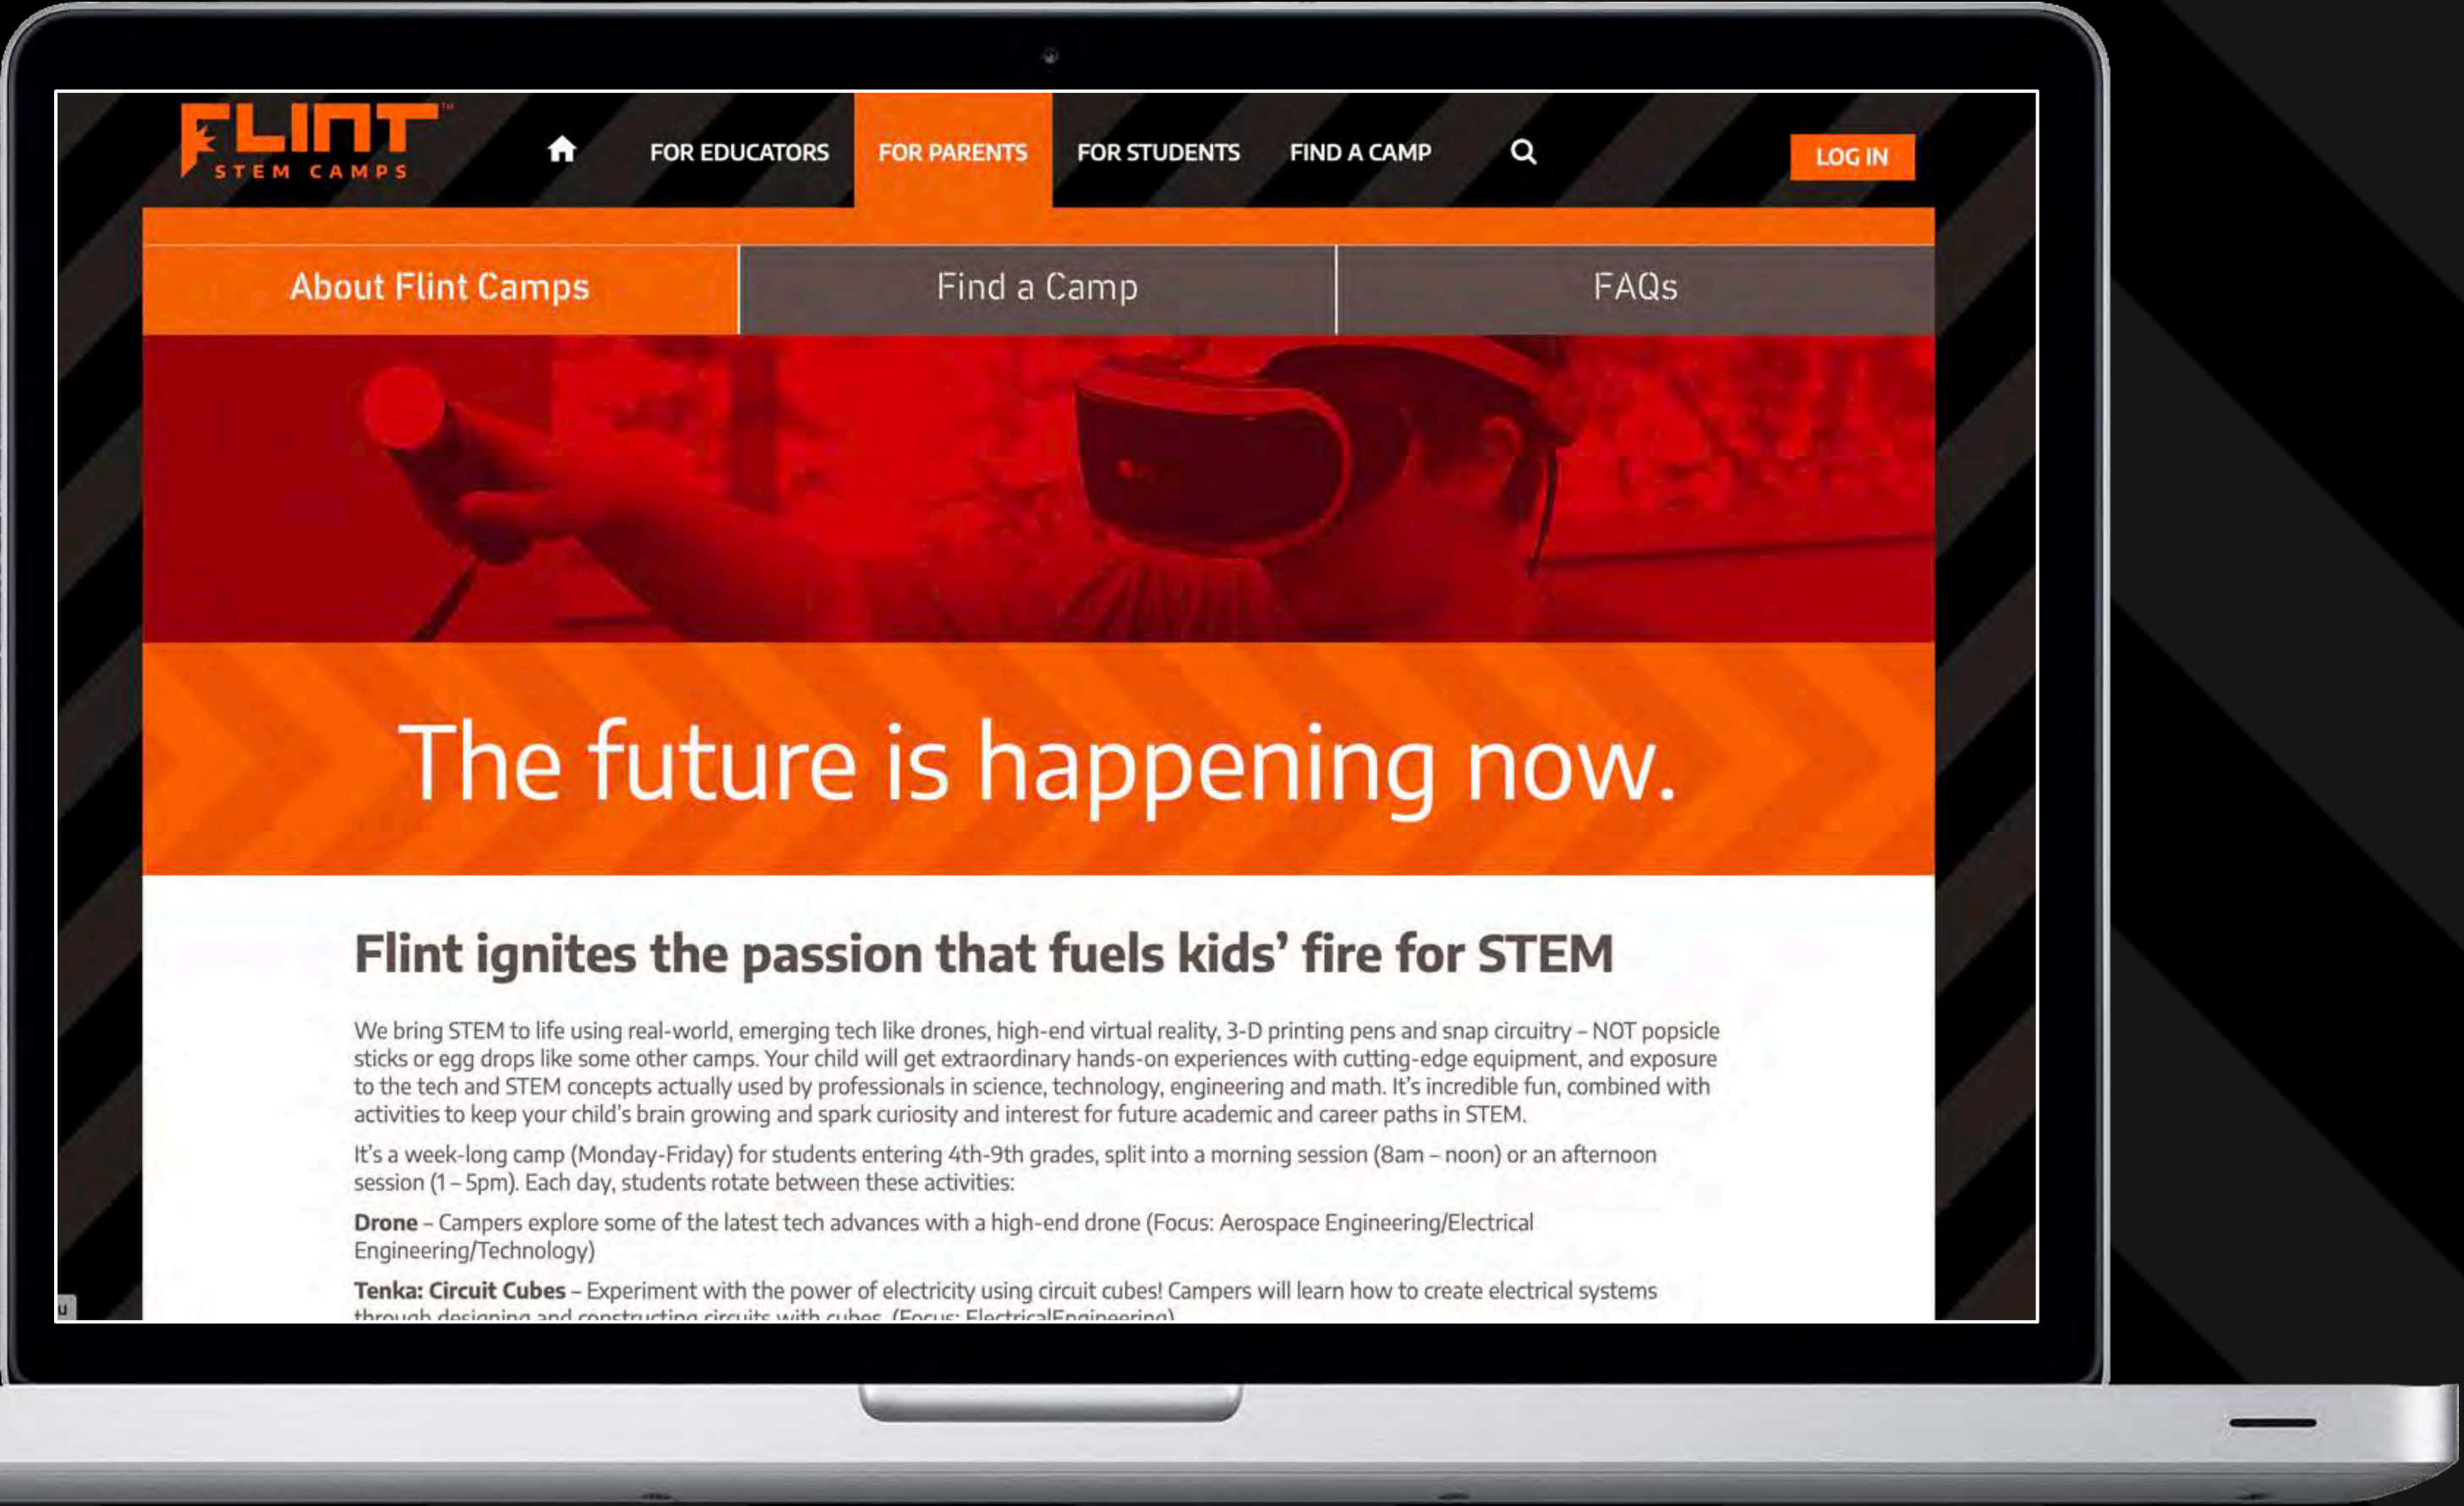 FLINT™
STEM CAMPS
FOR EDUCATORS
FOR PARENTS
FOR STUDENTS
FIND A CAMP
LOG IN
About Flint Camps
Find a Camp
FAQs
The future is happening now.
Flint ignites the passion that fuels kids’ fire for STEM
We bring STEM to life using real-world, emerging tech like drones, high-end virtual reality, 3-D printing pens and snap circuitry – NOT popsicle
sticks or egg drops like some other camps. Your child will get extraordinary hands-on experiences with cutting-edge equipment, and exposure
to the tech and STEM concepts actually used by professionals in science, technology, engineering and math. It’s incredible fun, combined with
activities to keep your child’s brain growing and spark curiosity and interest for future academic and career paths in STEM.
It’s a week-long camp (Monday-Friday) for students entering 4th-9th grades, split into a morning session (8am – noon) or an afternoon
session (1 – 5pm). Each day, students rotate between these activities:
Drone – Campers explore some of the latest tech advances with a high-end drone (Focus: Aerospace Engineering/Electrical
Engineering/Technology)
Tenka: Circuit Cubes – Experiment with the power of electricity using circuit cubes! Campers will learn how to create electrical systems
through designing and constructing circuits with cubes. (Focus: ElectricalEngineering)
u